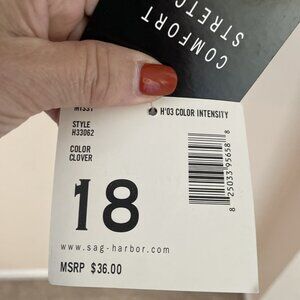 COMFORT
STRETCH
H'03 COLOR INTENSITY
STYLE
H33062
COLOR
CLOVER
18
8 25033 95658 8
www.sag-harbor.com
MSRP $36.00